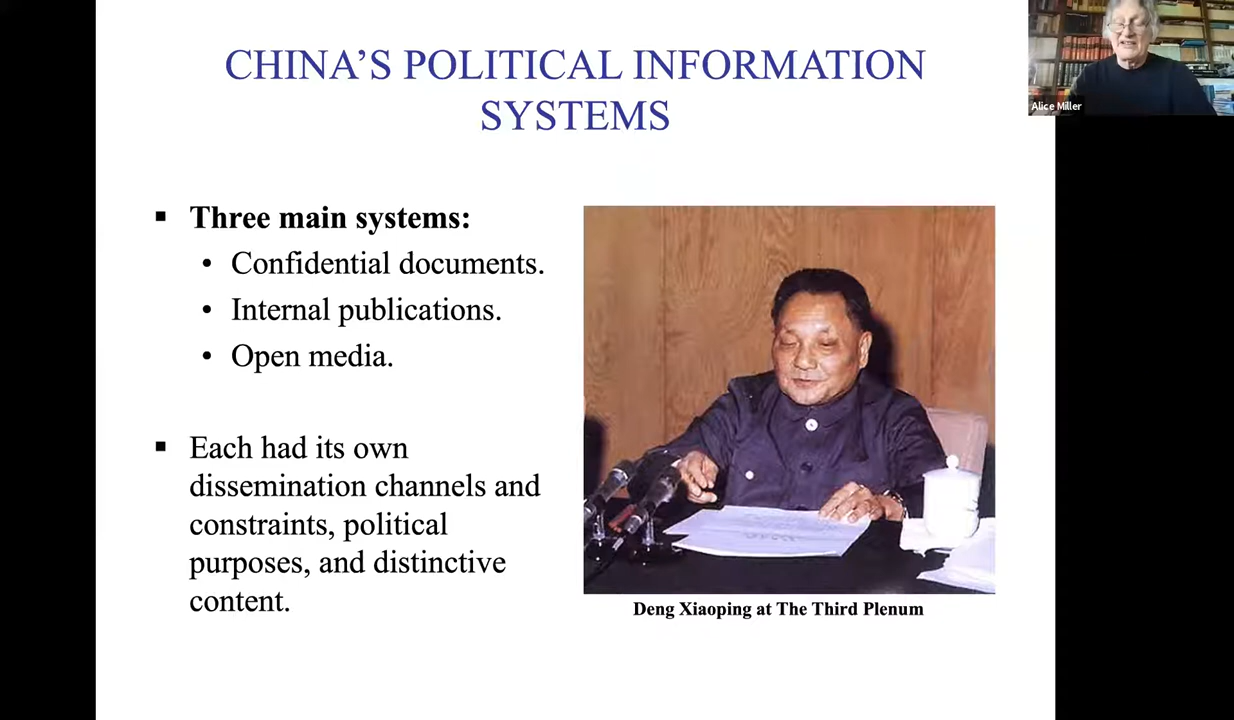 CHINA'S POLITICAL INFORMATION
SYSTEMS
Alice Miller
▪ Three main systems:
• Confidential documents.
• Internal publications.
• Open media.
▪ Each had its own
dissemination channels and
constraints, political
purposes, and distinctive
content.
Deng Xiaoping at The Third Plenum